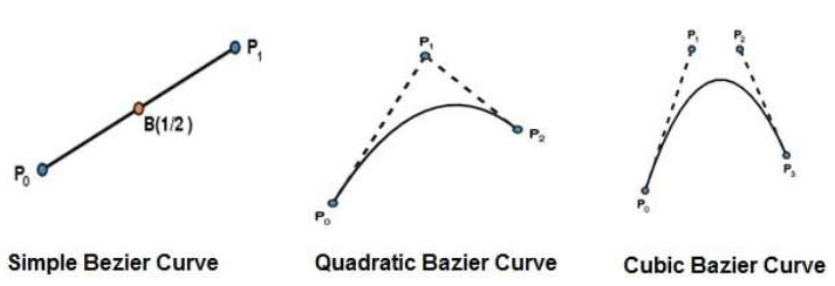 P₁
B(1/2)
P₀
Simple Bezier Curve
P₁
P₂
P₀
Quadratic Bazier Curve
P₁ P₂
P₃
P₀
Cubic Bazier Curve